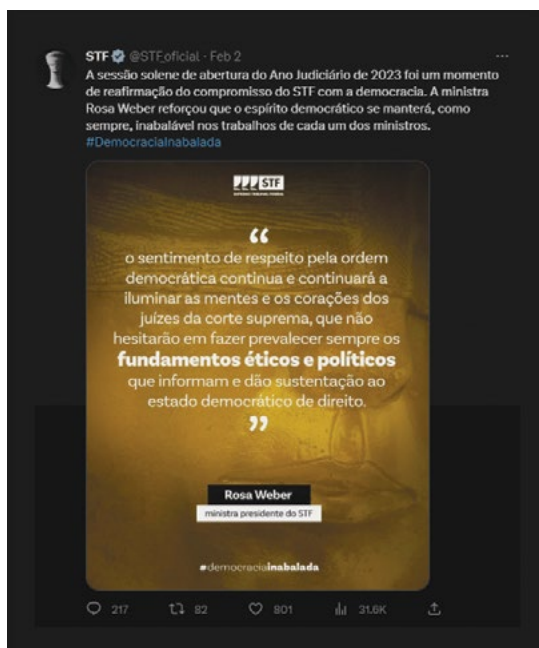 STF @STF_oficial · Feb 2
A sessão solene de abertura do Ano Judiciário de 2023 foi um momento
de reafirmação do compromisso do STF com a democracia. A ministra
Rosa Weber reforçou que o espírito democrático se manterá, como
sempre, inabalável nos trabalhos de cada um dos ministros.
#DemocraciaInabalada
STF
SUPREMO TRIBUNAL FEDERAL
“
o sentimento de respeito pela ordem
democrática continua e continuará a
iluminar as mentes e os corações dos
juízes da corte suprema, que não
hesitarão em fazer prevalecer sempre os
fundamentos éticos e políticos
que informam e dão sustentação ao
estado democrático de direito.
”
Rosa Weber
ministra presidente do STF
#democraciainabalada
217 82 801 31.6K